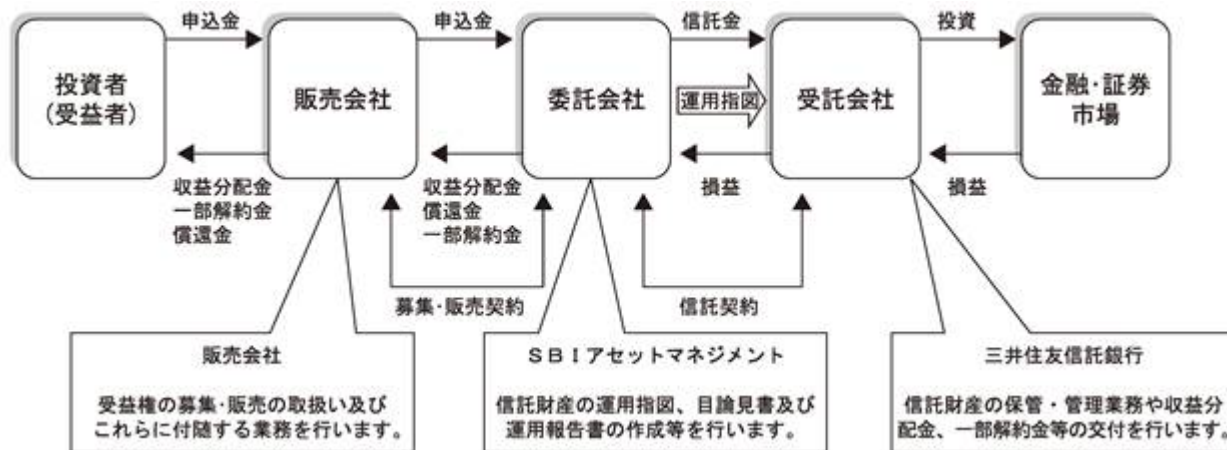 申込金
申込金
信託金
投資
投資者
(受益者)
販売会社
委託会社
運用指図
受託会社
金融・証券
市場
収益分配金
一部解約金
償還金
収益分配金
償還金
一部解約金
損益
損益
募集・販売契約
信託契約
販売会社
受益権の募集・販売の取扱い及び
これらに付随する業務を行います。
ＳＢＩアセットマネジメント
信託財産の運用指図、目論見書及び
運用報告書の作成等を行います。
三井住友信託銀行
信託財産の保管・管理業務や収益分
配金、一部解約金等の交付を行います。